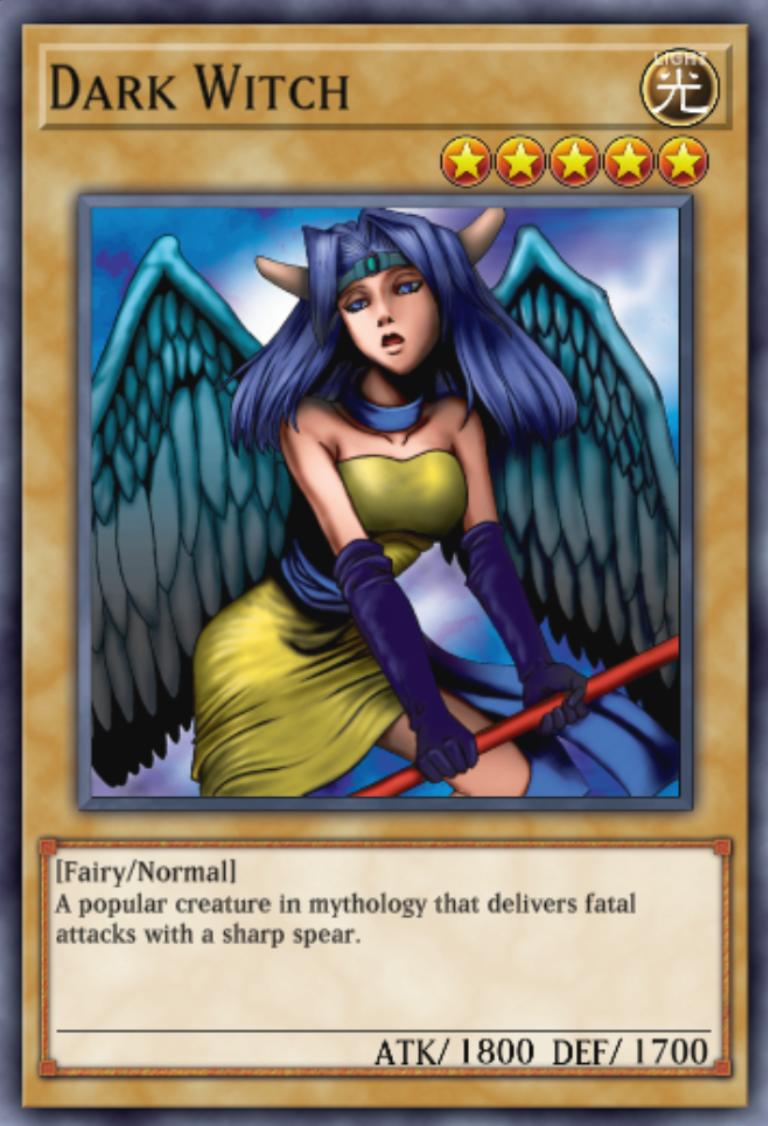 DARK WITCH
LIGHT
光
[Fairy/Normal]
A popular creature in mythology that delivers fatal
attacks with a sharp spear.
ATK/ 1800 DEF/ 1700